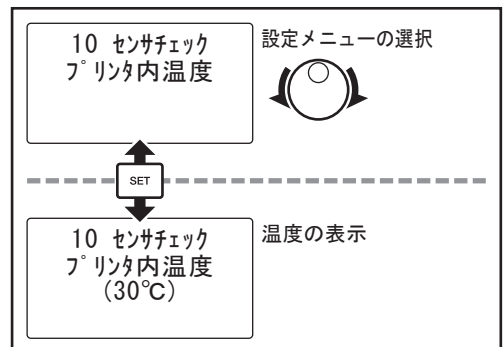 10 ｾﾝｻﾁｪｯｸ
ﾌﾟﾘﾝﾀ内温度
設定メニューの選択
SET
10 ｾﾝｻﾁｪｯｸ
ﾌﾟﾘﾝﾀ内温度
(30℃)
温度の表示